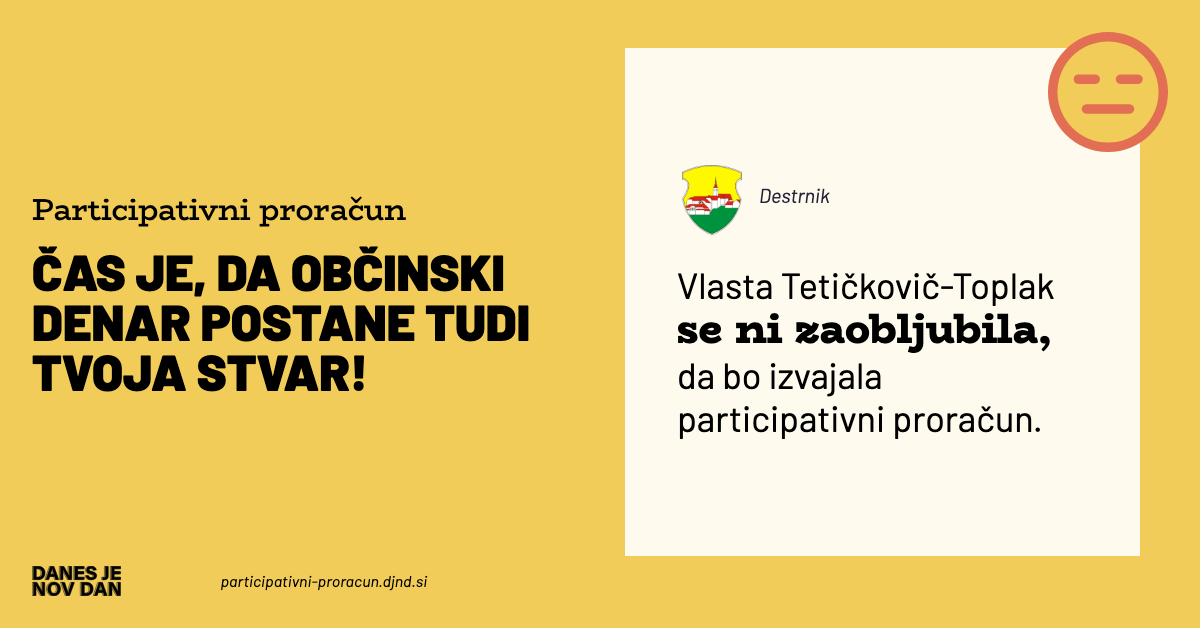 Participativni proračun
ČAS JE, DA OBČINSKI
DENAR POSTANE TUDI
TVOJA STVAR!
DANES JE
NOV DAN
participativni-proracun.djnd.si
Destrnik
Vlasta Tetičkovič-Toplak
se ni zaobljubila,
da bo izvajala
participativni proračun.